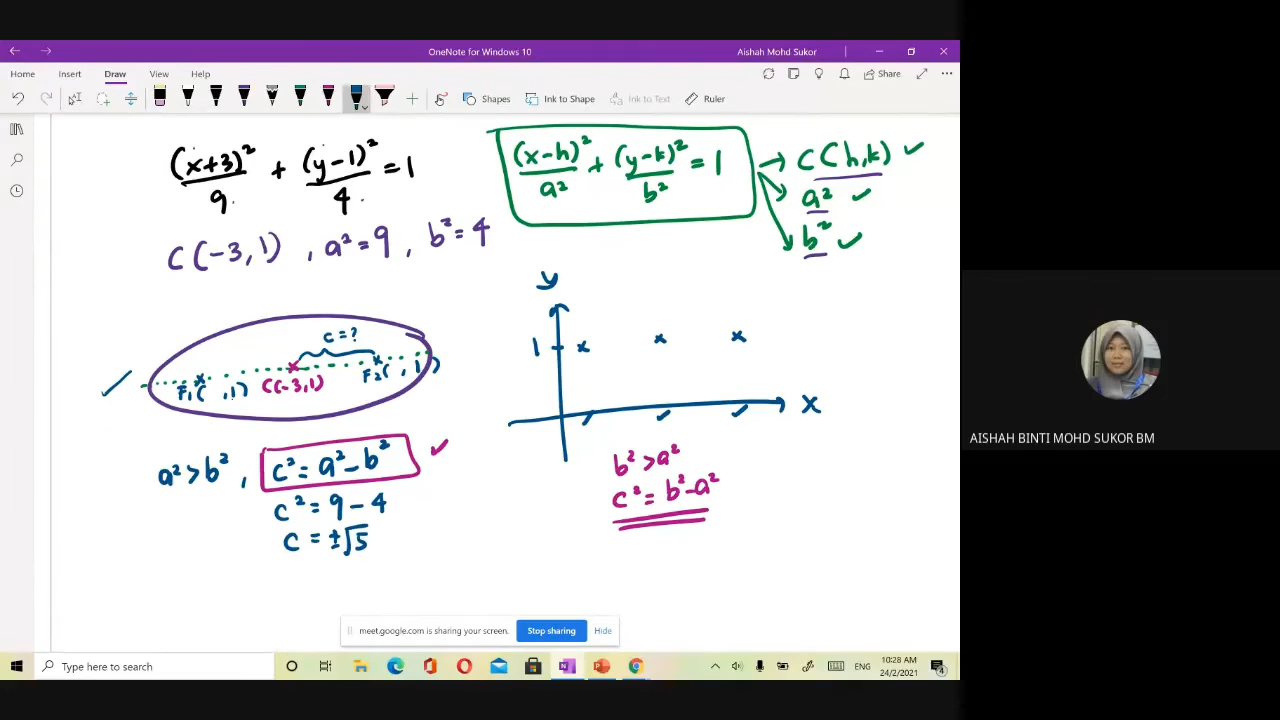 OneNote for Windows 10
Aishah Mohd Sukor
Home Insert Draw View Help
Share
Shapes Ink to Shape Ink to Text Ruler
(x+3)²/9 + (y-1)²/4 = 1
(x-h)²/a² + (y-k)²/b² = 1 → C(h,k) ✓
a² ✓
b² ✓
C(-3,1), a²=9, b²=4
y
1
x
c=?
F₁( ,1) C(-3,1) F₂( ,1)
a²>b², c²=a²-b² ✓
c²=9-4
c=±√5
b²>a²
c²=b²-a²
AISHAH BINTI MOHD SUKOR BM
meet.google.com is sharing your screen. Stop sharing Hide
Type here to search
ENG
10:28 AM
24/2/2021
4